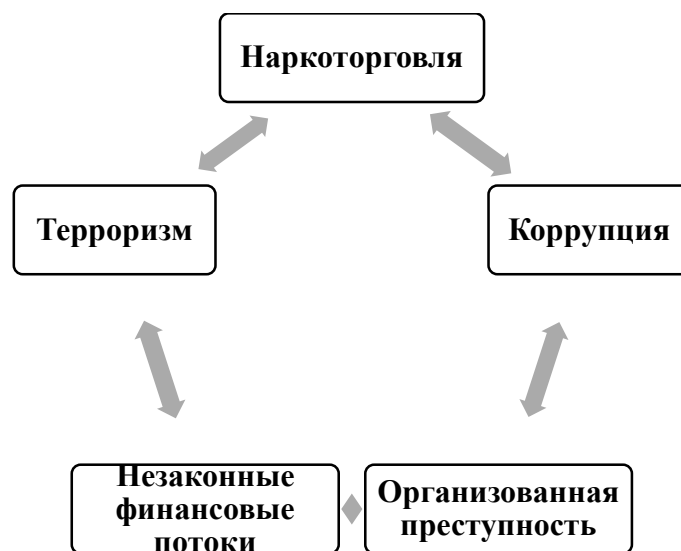 Наркоторговля
Терроризм
Коррупция
Незаконные
финансовые
потоки
Организованная
преступность